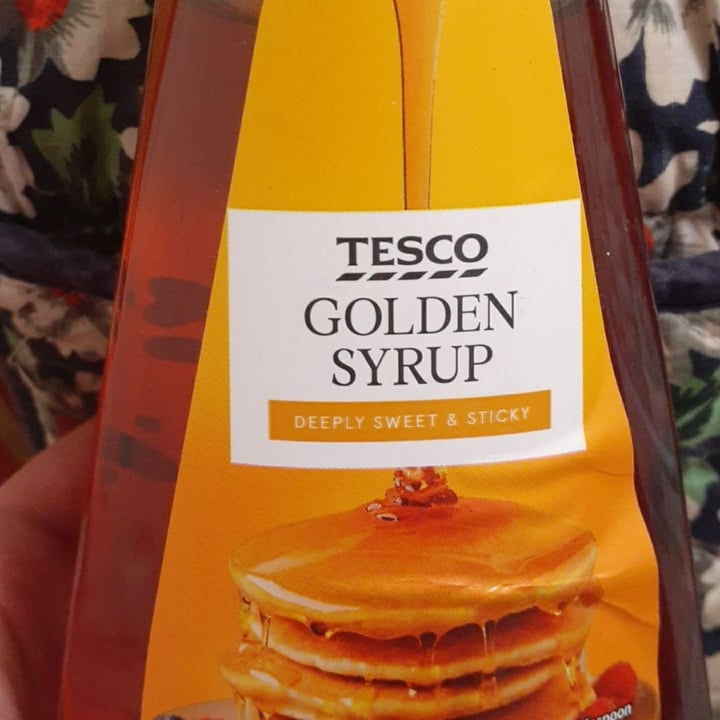 TESCO
GOLDEN
SYRUP
DEEPLY SWEET & STICKY